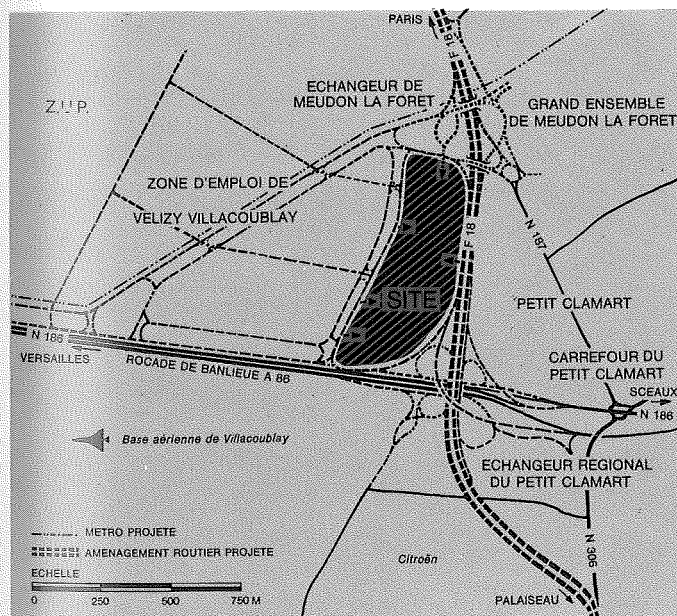 PARIS
F 18
ECHANGEUR DE
MEUDON LA FORET
GRAND ENSEMBLE
DE MEUDON LA FORET
Z.U.P.
ZONE D'EMPLOI DE
VELIZY VILLACOUBLAY
N 187
F 18
SITE
PETIT CLAMART
N 186
VERSAILLES
ROCADE DE BANLIEUE A 86
CARREFOUR DU
PETIT CLAMART
SCEAUX
N 186
Base aérienne de Villacoublay
ECHANGEUR REGIONAL
DU PETIT CLAMART
METRO PROJETE
AMENAGEMENT ROUTIER PROJETE
ECHELLE
0 250 500 750 M
Citroën
N 306
PALAISEAU